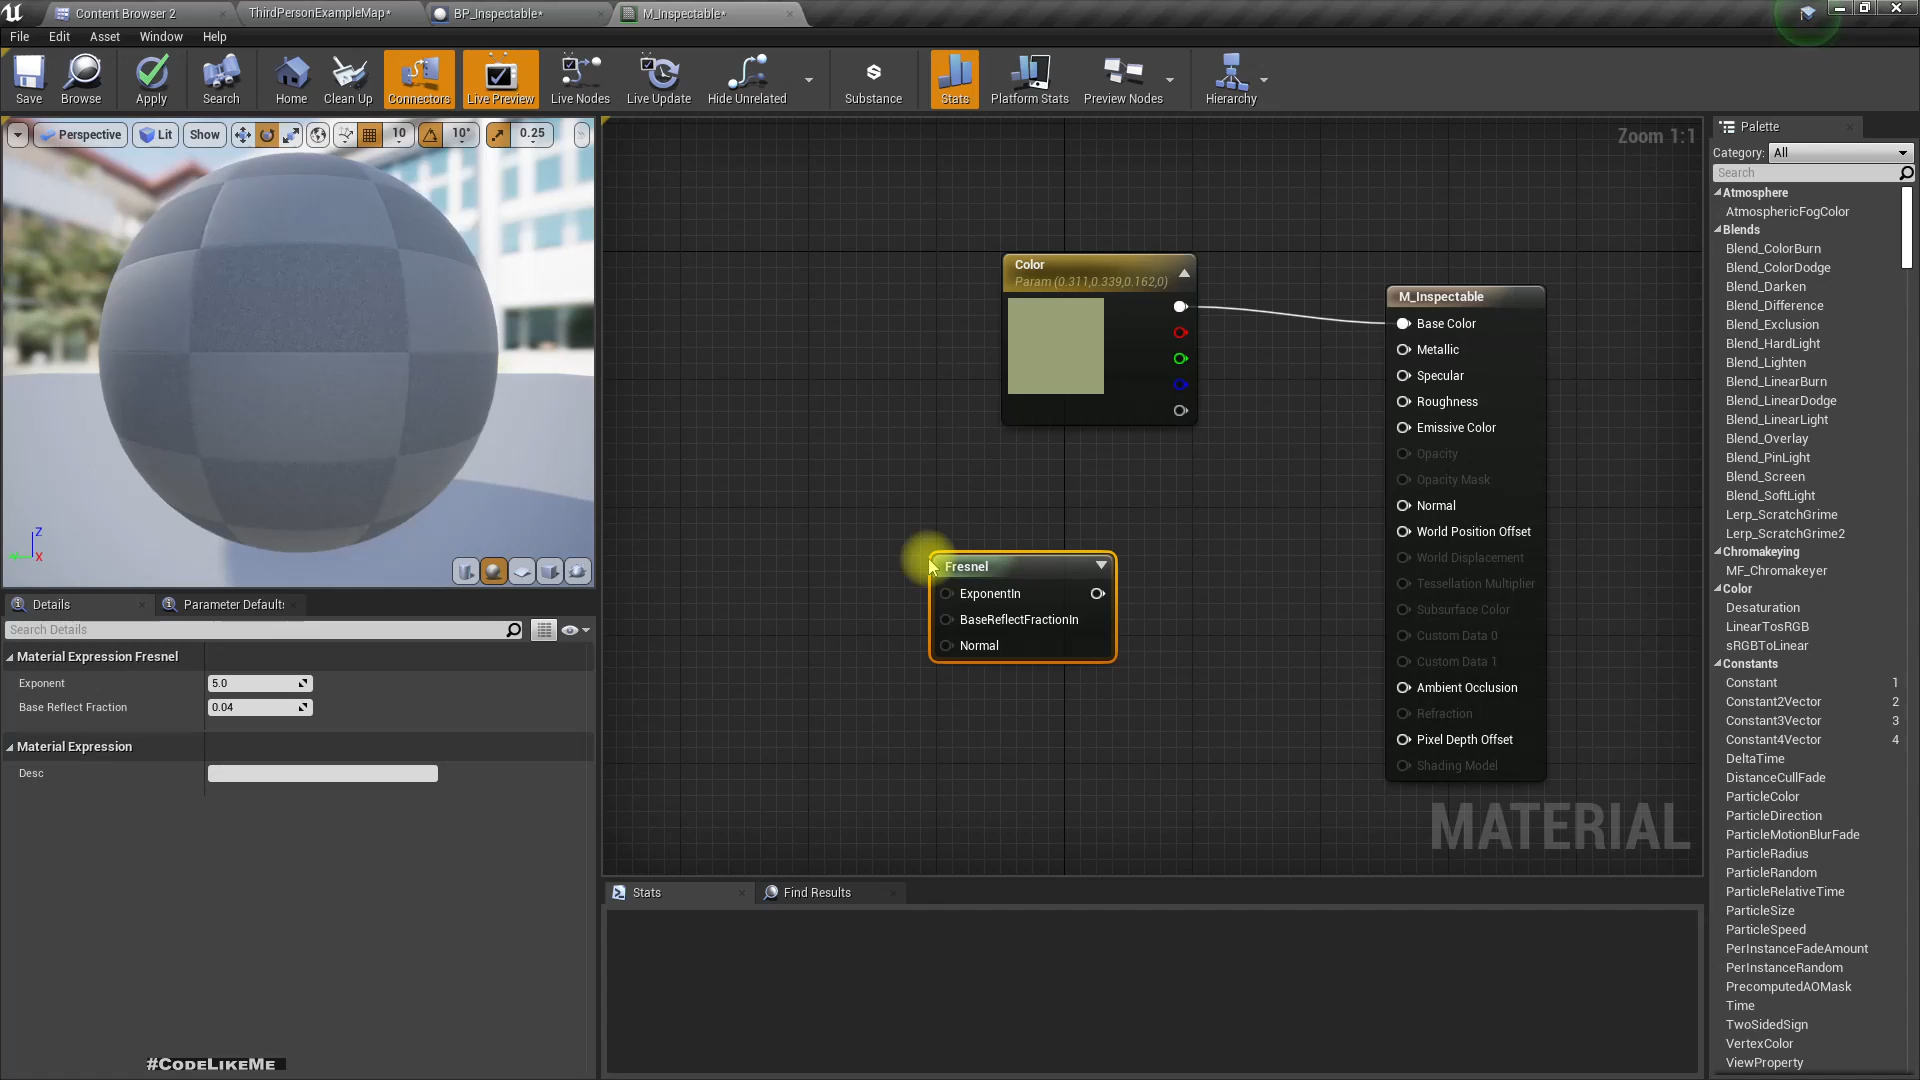 Content Browser 2
ThirdPersonExampleMap*
BP_Inspectable*
M_Inspectable*
File Edit Asset Window Help
Save
Browse
Apply
Search
Home
Clean Up
Connectors
Live Preview
Live Nodes
Live Update
Hide Unrelated
Substance
Stats
Platform Stats
Preview Nodes
Hierarchy
Perspective
Lit
Show
10
10°
0.25
Z
X
Zoom 1:1
Color
Param (0.311,0.339,0.162,0)
M_Inspectable
Base Color
Metallic
Specular
Roughness
Emissive Color
Opacity
Opacity Mask
Normal
World Position Offset
World Displacement
Tessellation Multiplier
Subsurface Color
Custom Data 0
Custom Data 1
Ambient Occlusion
Refraction
Pixel Depth Offset
Shading Model
Fresnel
ExponentIn
BaseReflectFractionIn
Normal
MATERIAL
Details
Parameter Default
Search Details
Material Expression Fresnel
Exponent 5.0
Base Reflect Fraction 0.04
Material Expression
Desc
#CodeLikeMe
Stats
Find Results
Palette
Category: All
Search
Atmosphere
AtmosphericFogColor
Blends
Blend_ColorBurn
Blend_ColorDodge
Blend_Darken
Blend_Difference
Blend_Exclusion
Blend_HardLight
Blend_Lighten
Blend_LinearBurn
Blend_LinearDodge
Blend_LinearLight
Blend_Overlay
Blend_PinLight
Blend_Screen
Blend_SoftLight
Lerp_ScratchGrime
Lerp_ScratchGrime2
Chromakeying
MF_Chromakeyer
Color
Desaturation
LinearTosRGB
sRGBToLinear
Constants
Constant 1
Constant2Vector 2
Constant3Vector 3
Constant4Vector 4
DeltaTime
DistanceCullFade
ParticleColor
ParticleDirection
ParticleMotionBlurFade
ParticleRadius
ParticleRandom
ParticleRelativeTime
ParticleSize
ParticleSpeed
PerInstanceFadeAmount
PerInstanceRandom
PrecomputedAOMask
Time
TwoSidedSign
VertexColor
ViewProperty